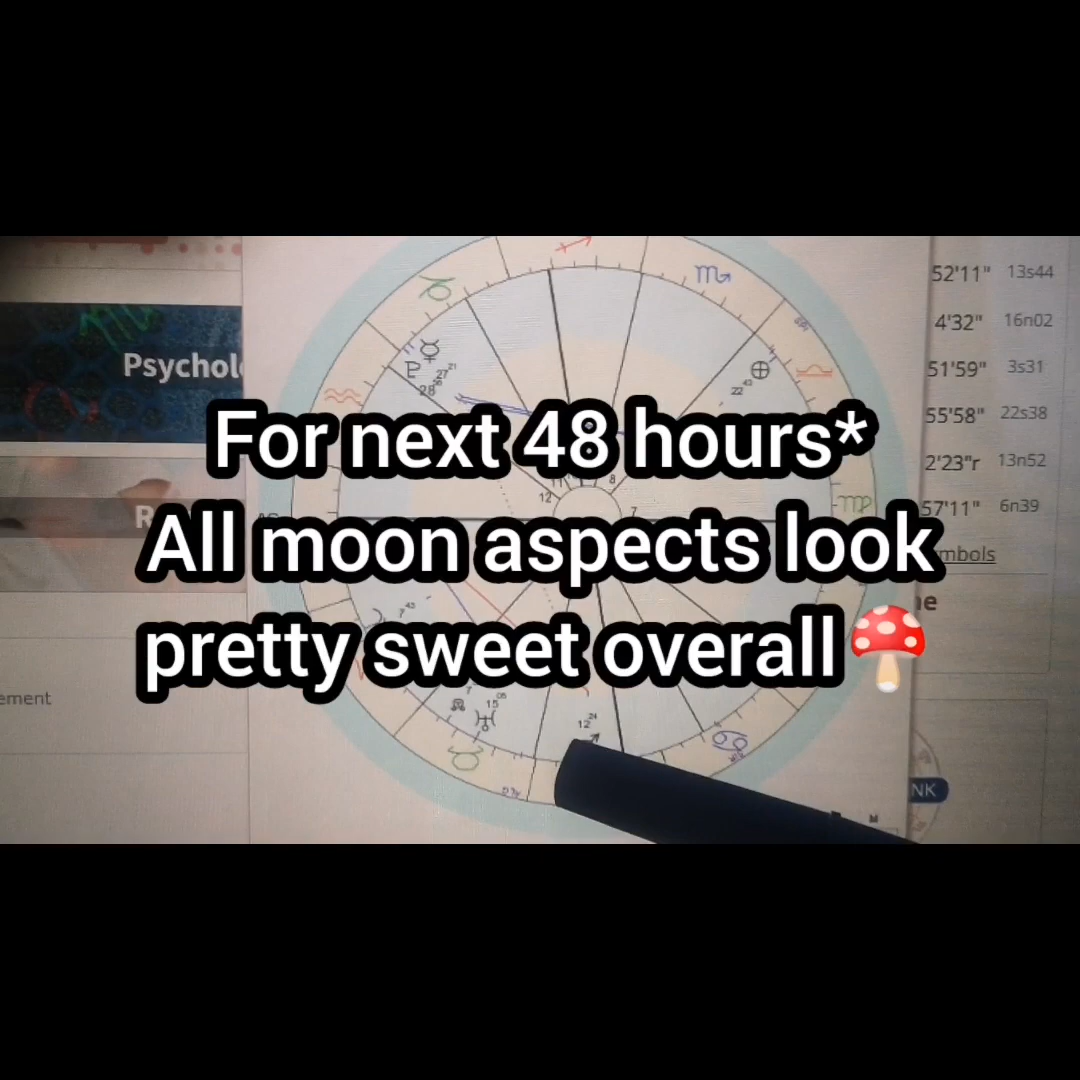 52'11" 13s44
4'32" 16n02
Psychol
51'59" 3s31
55'58" 22s38
For next 48 hours*
2'23"r 13n52
57'11" 6n39
All moon aspects look
mbols
pretty sweet overall🍄
ement
NK